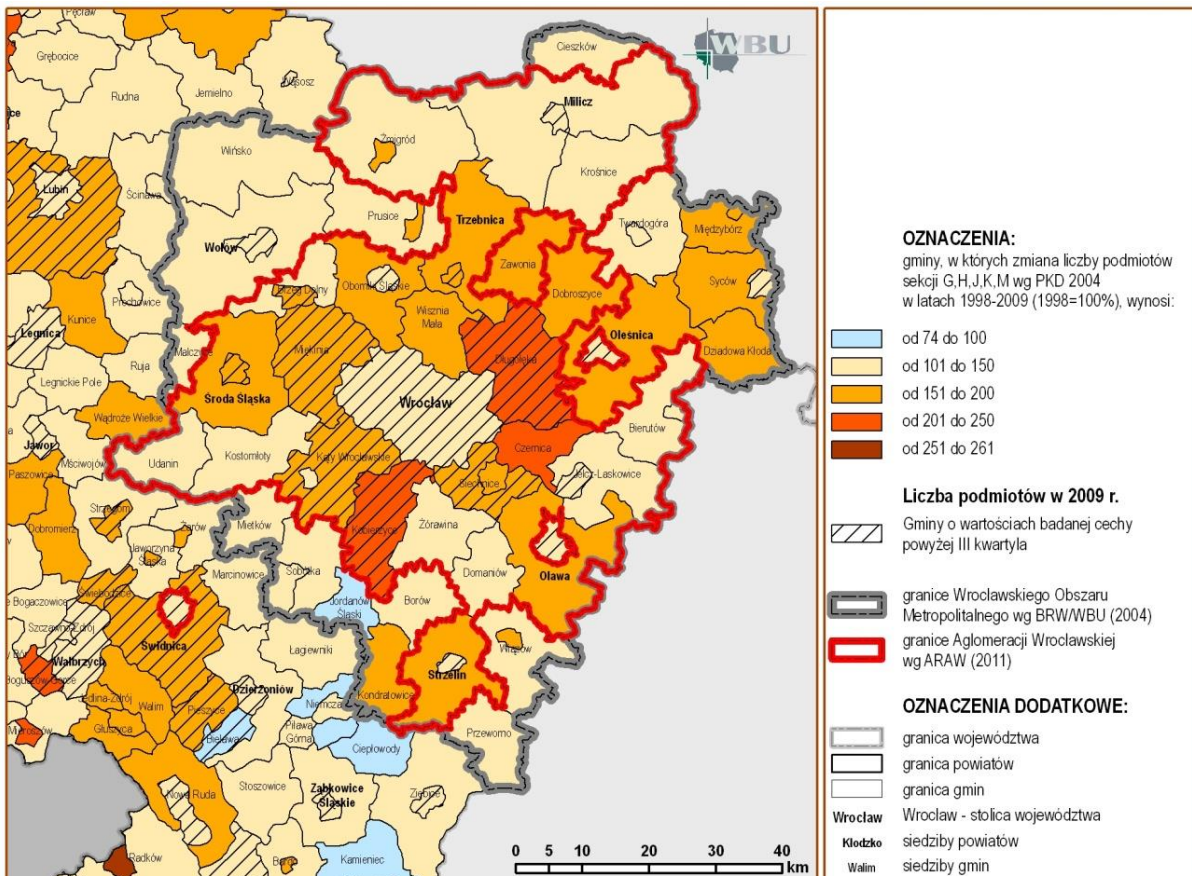 Pęcław
WBU
Cieszków
Grębocice
Wąsosz
Rudna
Jemielno
Milicz
Żmigród
Wińsko
Krośnice
Lubin
Ścinawa
Prusice
Trzebnica
Twardogóra
Międzybórz
Wołów
Zawonia
Syców
Prochowice
Brzeg Dolny
Oborniki Śląskie
Dobroszyce
Kunice
Wisznia
Mała
Legnica
Oleśnica
Ruja
Malczyce
Miękinia
Długołęka
Dziadowa Kłoda
Legnickie Pole
Środa Śląska
Wrocław
Wądroże Wielkie
Bierutów
Jawor
Czernica
Mściwojów
Udanin
Kostomłoty
Kąty Wrocławskie
Paszowice
Siechnice
Jelcz-Laskowice
Strzegom
Dobromierz
Żarów
Mietków
Kobierzyce
Żórawina
Jaworzyna
Śląska
Marcinowice
Sobótka
Domaniów
Oława
Świebodzice
Jordanów
Śląski
Borów
e Bogaczowice
Szczawno-Zdrój
Świdnica
Wałbrzych
Łagiewniki
Wiązów
Boguszów-Gorce
Strzelin
Dzierżoniów
Jedlina-Zdrój
Walim
Pieszyce
Niemcza
Kondratowice
Głuszyca
Bielawa
Piława
Górna
Mieroszów
Ciepłowody
Przeworno
Stoszowice
Nowa Ruda
Ząbkowice
Śląskie
Ziębice
Radków
Bardo
Kamieniec
0 5 10 20 30 40
km
OZNACZENIA:
gminy, w których zmiana liczby podmiotów
sekcji G,H,J,K,M wg PKD 2004
w latach 1998-2009 (1998=100%), wynosi:
od 74 do 100
od 101 do 150
od 151 do 200
od 201 do 250
od 251 do 261
Liczba podmiotów w 2009 r.
Gminy o wartościach badanej cechy
powyżej III kwartyla
granice Wrocławskiego Obszaru
Metropolitalnego wg BRW/WBU (2004)
granice Aglomeracji Wrocławskiej
wg ARAW (2011)
OZNACZENIA DODATKOWE:
granica województwa
granica powiatów
granica gmin
Wrocław Wrocław - stolica województwa
Kłodzko siedziby powiatów
Walim siedziby gmin